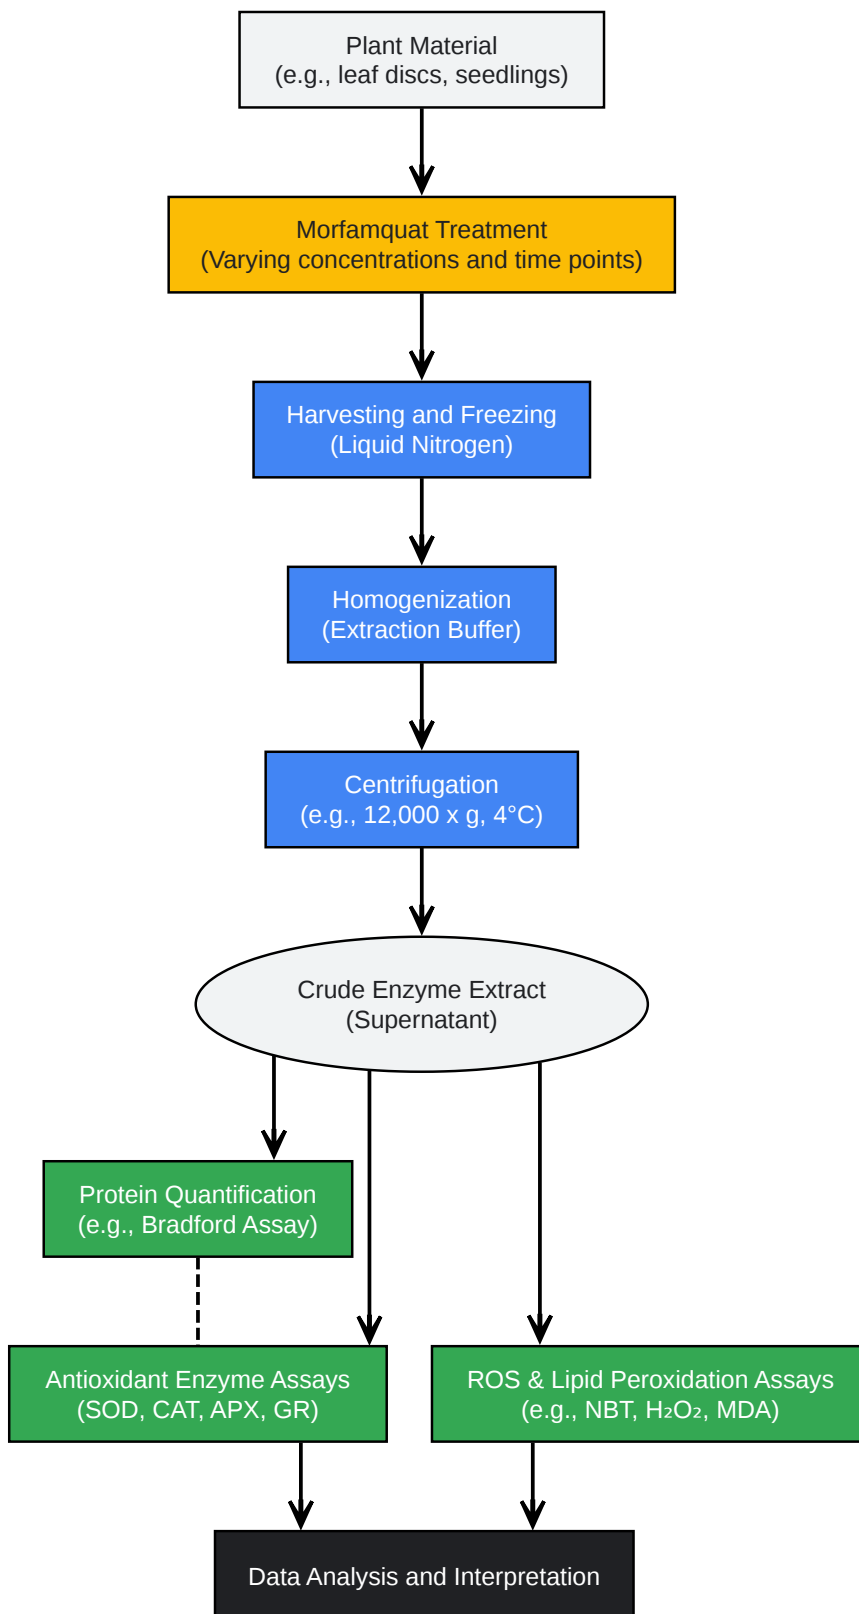 Plant Material
(e.g., leaf discs, seedlings)
Morfamquat Treatment
(Varying concentrations and time points)
Harvesting and Freezing
(Liquid Nitrogen)
Homogenization
(Extraction Buffer)
Centrifugation
(e.g., 12,000 x g, 4°C)
Crude Enzyme Extract
(Supernatant)
Protein Quantification
(e.g., Bradford Assay)
Antioxidant Enzyme Assays
(SOD, CAT, APX, GR)
ROS & Lipid Peroxidation Assays
(e.g., NBT, H₂O₂, MDA)
Data Analysis and Interpretation